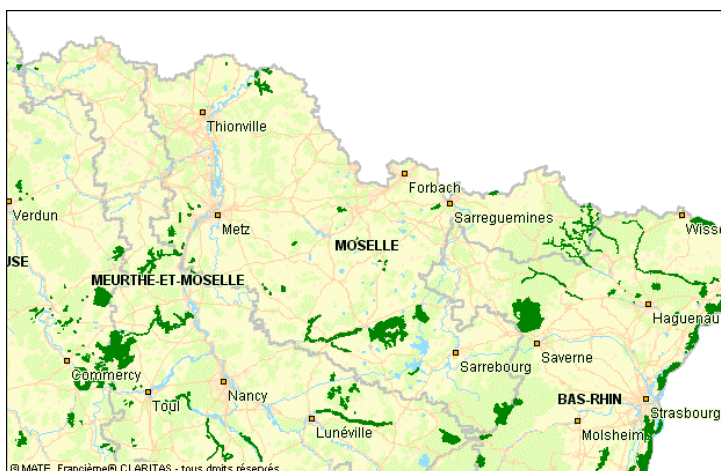 Thionville
Forbach
Verdun
Sarreguemines
Wisse
Metz
MOSELLE
USE
MEURTHE-ET-MOSELLE
Haguenau
Saverne
Sarrebourg
Commercy
Nancy
Toul
BAS-RHIN
Strasbourg
Lunéville
Molsheim
© MATE, Francième© CLARITAS - tous droits réservés